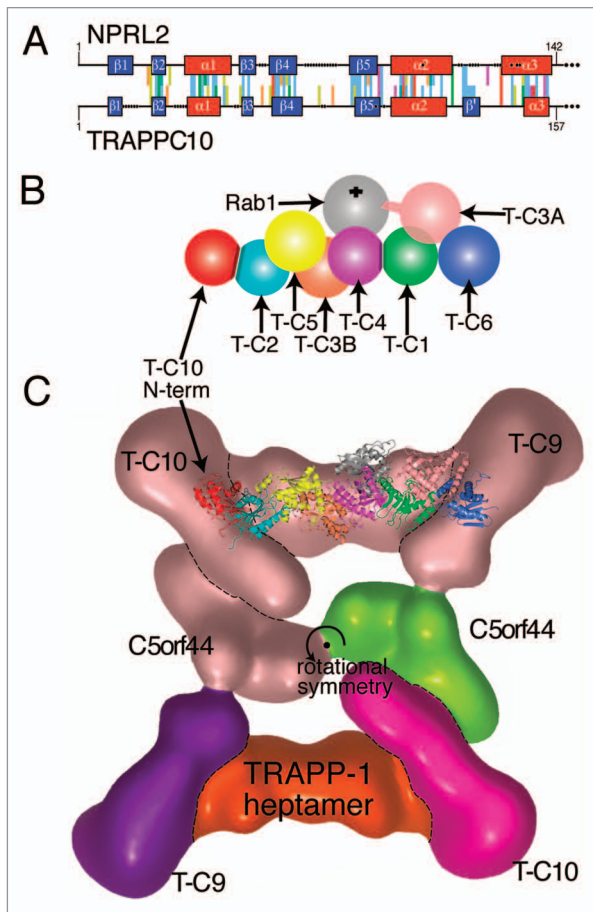 A
NPRL2
1
142
β1 β2 α1 β3 β4 β5 α2 α3
β1 β2 α1 β3 β4 β5 α2 β' α3
1
157
TRAPPC10
B
Rab1
+
T-C3A
T-C5
T-C4
T-C6
T-C2
T-C3B
T-C1
T-C10
N-term
C
T-C10
T-C9
C5orf44
C5orf44
rotational
symmetry
TRAPP-1
heptamer
T-C9
T-C10